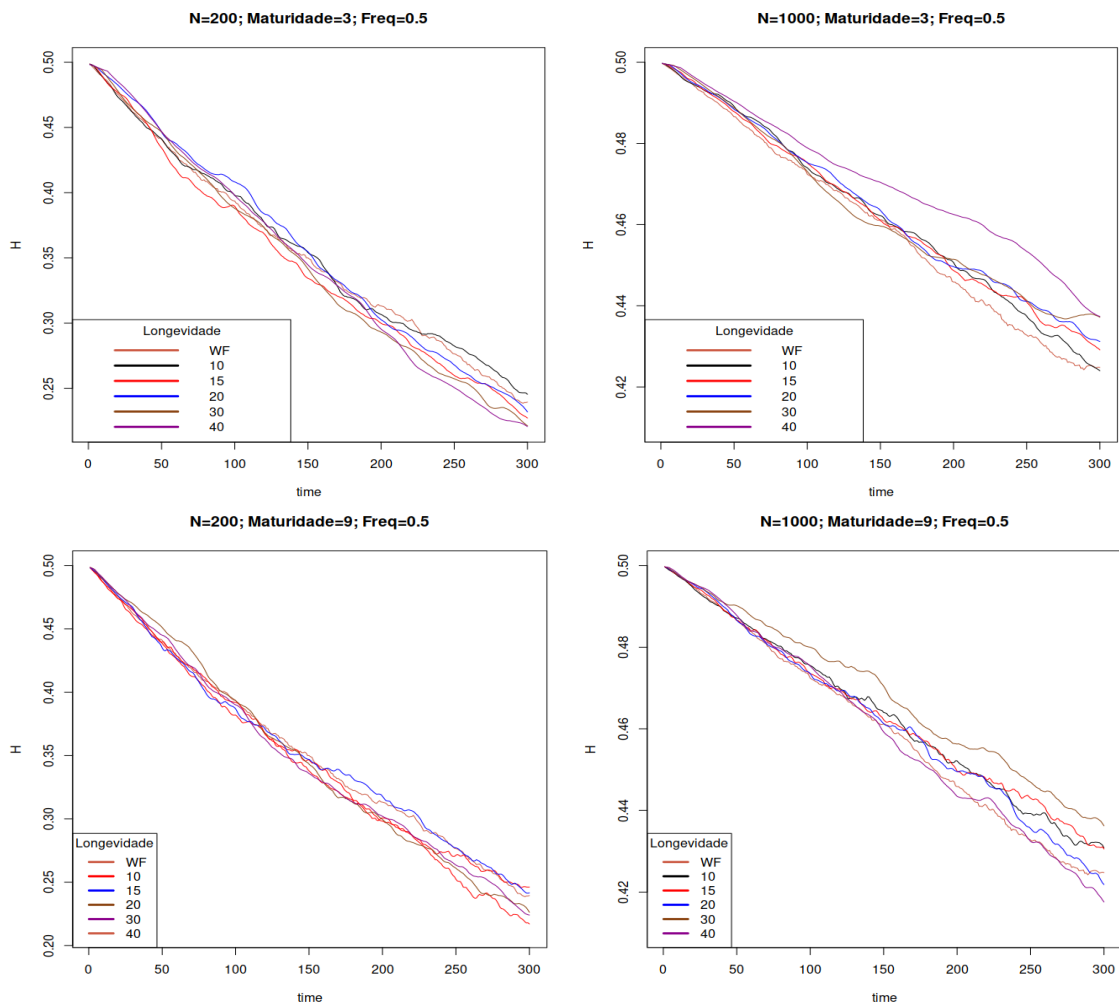 N=200; Maturidade=3; Freq=0.5
H
0.50
0.45
0.40
0.35
0.30
0.25
Longevidade
WF
10
15
20
30
40
0 50 100 150 200 250 300
time
N=1000; Maturidade=3; Freq=0.5
H
0.50
0.48
0.46
0.44
0.42
Longevidade
WF
10
15
20
30
40
0 50 100 150 200 250 300
time
N=200; Maturidade=9; Freq=0.5
H
0.50
0.45
0.40
0.35
0.30
0.25
0.20
Longevidade
WF
10
15
20
30
40
0 50 100 150 200 250 300
time
N=1000; Maturidade=9; Freq=0.5
H
0.50
0.48
0.46
0.44
0.42
Longevidade
WF
10
15
20
30
40
0 50 100 150 200 250 300
time